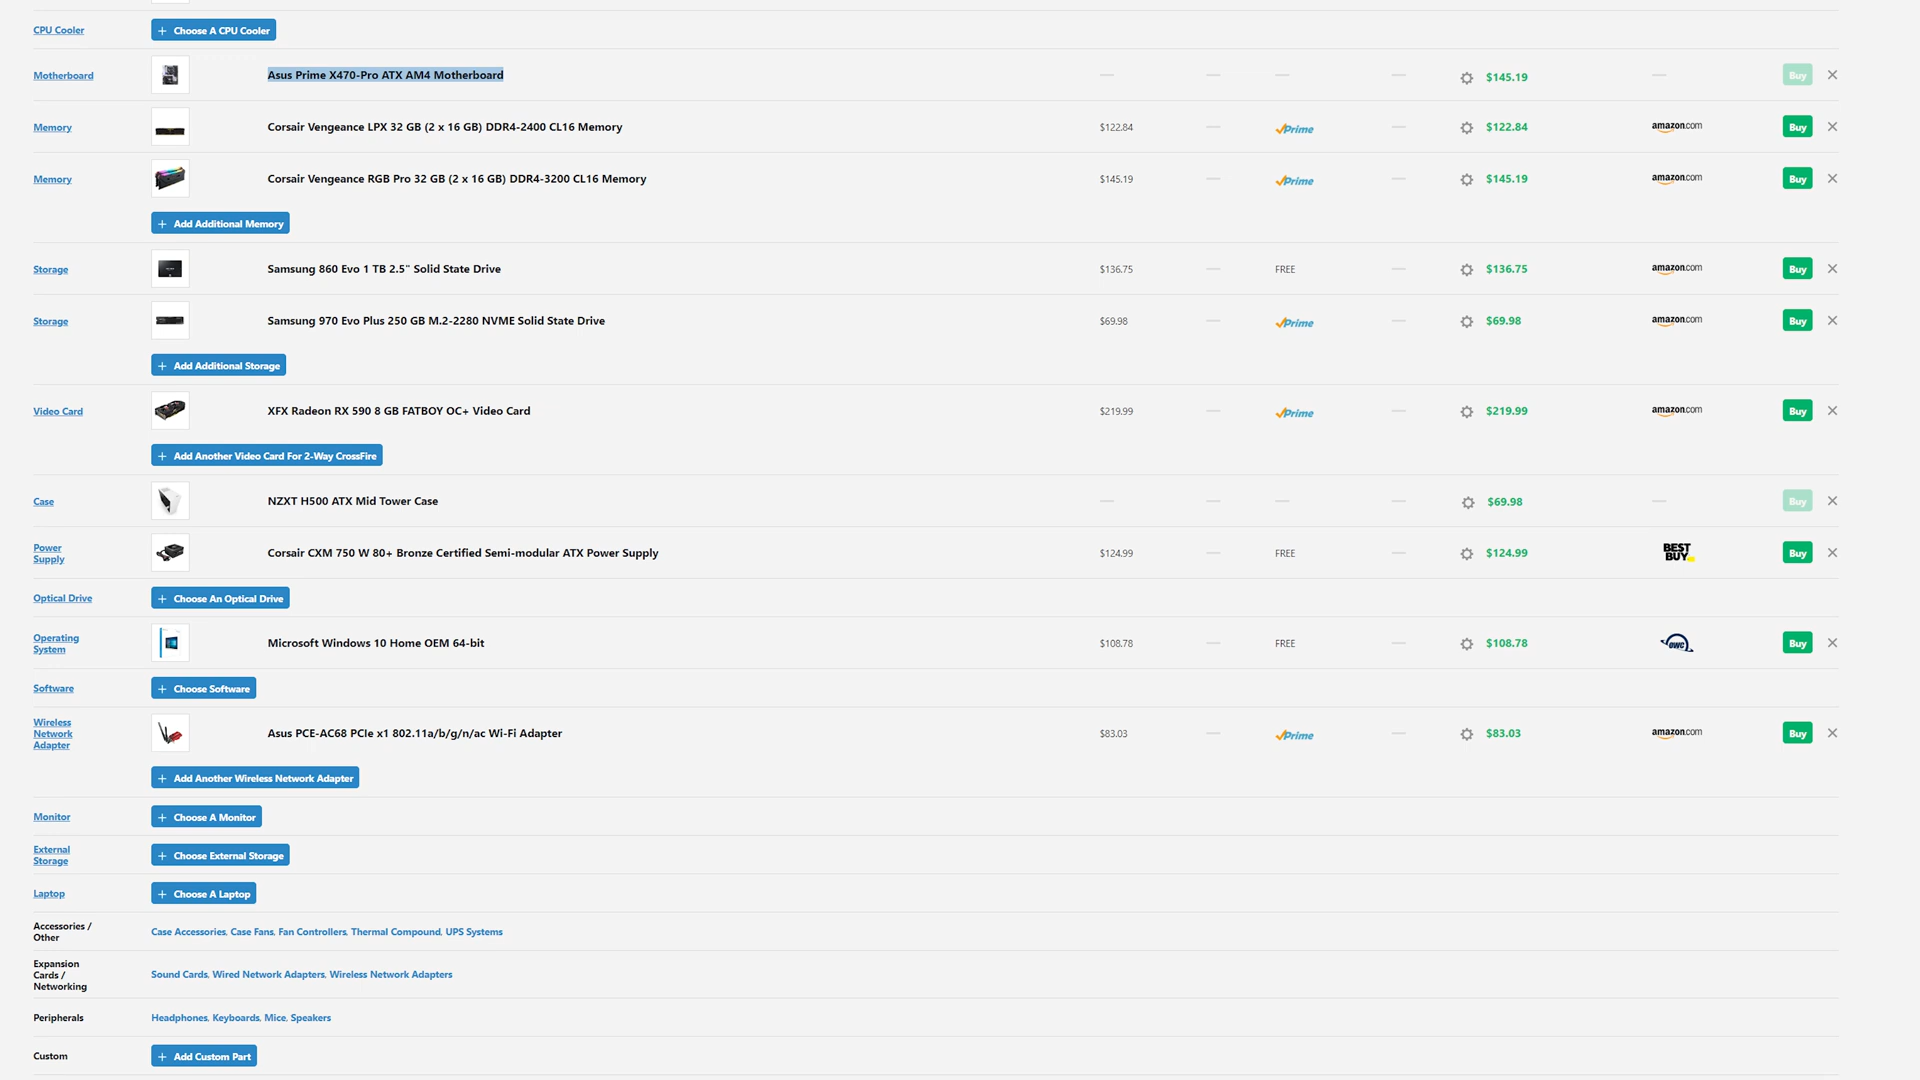 CPU Cooler
+ Choose A CPU Cooler
Motherboard
Asus Prime X470-Pro ATX AM4 Motherboard — — — — $145.19 — Buy ×
Memory
Corsair Vengeance LPX 32 GB (2 x 16 GB) DDR4-2400 CL16 Memory $122.84 — Prime — $122.84 amazon.com Buy ×
Memory
Corsair Vengeance RGB Pro 32 GB (2 x 16 GB) DDR4-3200 CL16 Memory $145.19 — Prime — $145.19 amazon.com Buy ×
+ Add Additional Memory
Storage
Samsung 860 Evo 1 TB 2.5" Solid State Drive $136.75 — FREE — $136.75 amazon.com Buy ×
Storage
Samsung 970 Evo Plus 250 GB M.2-2280 NVME Solid State Drive $69.98 — Prime — $69.98 amazon.com Buy ×
+ Add Additional Storage
Video Card
XFX Radeon RX 590 8 GB FATBOY OC+ Video Card $219.99 — Prime — $219.99 amazon.com Buy ×
+ Add Another Video Card For 2-Way CrossFire
Case
NZXT H500 ATX Mid Tower Case — — — — $69.98 — Buy ×
Power
Supply
Corsair CXM 750 W 80+ Bronze Certified Semi-modular ATX Power Supply $124.99 — FREE — $124.99 BEST BUY Buy ×
Optical Drive
+ Choose An Optical Drive
Operating
System
Microsoft Windows 10 Home OEM 64-bit $108.78 — FREE — $108.78 OWC Buy ×
Software
+ Choose Software
Wireless
Network
Adapter
Asus PCE-AC68 PCIe x1 802.11a/b/g/n/ac Wi-Fi Adapter $83.03 — Prime — $83.03 amazon.com Buy ×
+ Add Another Wireless Network Adapter
Monitor
+ Choose A Monitor
External
Storage
+ Choose External Storage
Laptop
+ Choose A Laptop
Accessories /
Other
Case Accessories, Case Fans, Fan Controllers, Thermal Compound, UPS Systems
Expansion
Cards /
Networking
Sound Cards, Wired Network Adapters, Wireless Network Adapters
Peripherals
Headphones, Keyboards, Mice, Speakers
Custom
+ Add Custom Part